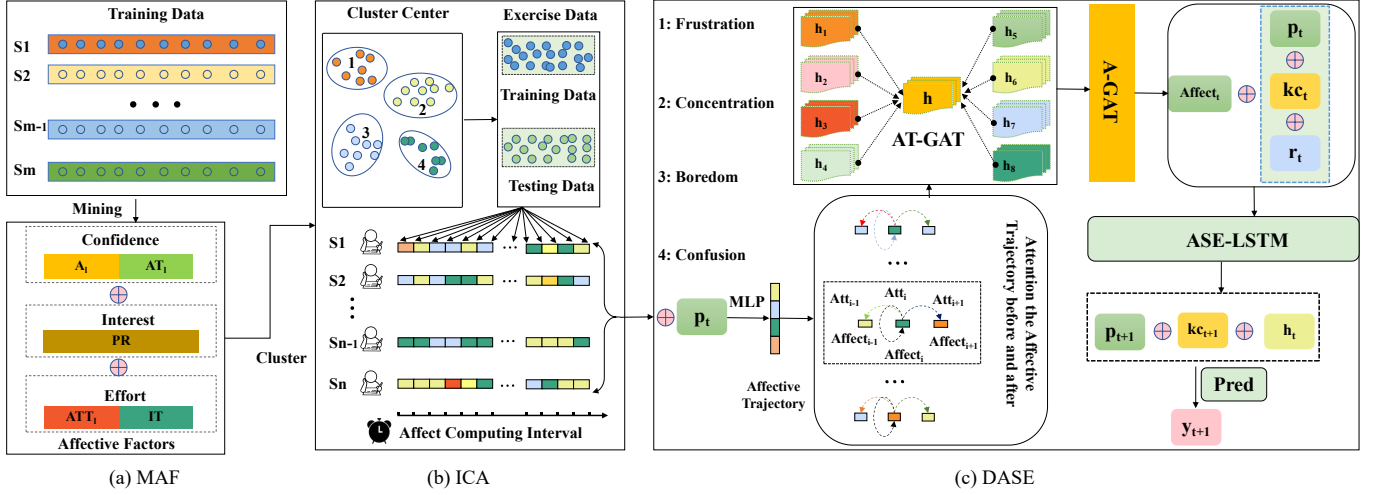 Training Data
S1
S2
• • •
Sm-1
Sm
Mining
Confidence
A₁
AT₁
Interest
PR
Effort
ATT₁
IT
Affective Factors
(a) MAF
Cluster
Cluster Center
1
2
3
4
Exercise Data
Training Data
Testing Data
S1
...
S2
...
Sn-1
...
Sn
...
Affect Computing Interval
(b) ICA
1: Frustration
2: Concentration
3: Boredom
4: Confusion
h₁
h₂
h₃
h₄
h
AT-GAT
h₅
h₆
h₇
h₈
A-GAT
Affectₜ
pₜ
kcₜ
rₜ
pₜ
MLP
Affective
Trajectory
•••
Attᵢ₋₁
Attᵢ
Attᵢ₊₁
Affectᵢ₋₁
Affectᵢ
Affectᵢ₊₁
•••
Attention the Affective
Trajectory before and after
ASE-LSTM
pₜ₊₁
kcₜ₊₁
hₜ
Pred
yₜ₊₁
(c) DASE